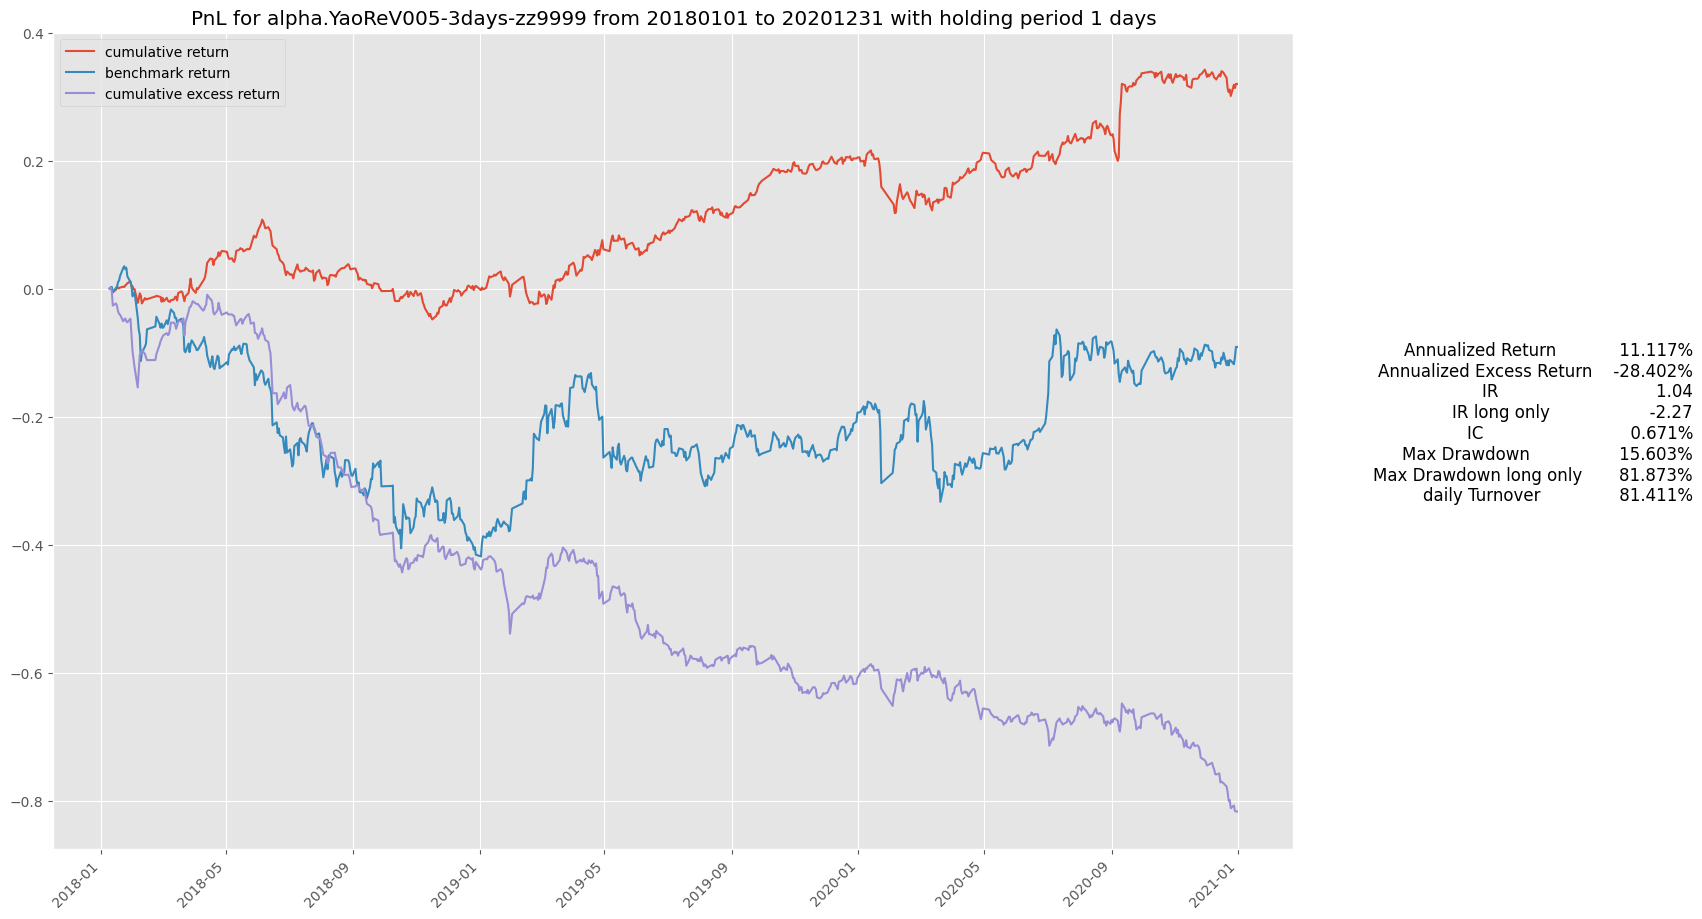 PnL for alpha.YaoReV005-3days-zz9999 from 20180101 to 20201231 with holding period 1 days
cumulative return
benchmark return
cumulative excess return
0.4
0.2
0.0
−0.2
−0.4
−0.6
−0.8
2018-01
2018-05
2018-09
2019-01
2019-05
2019-09
2020-01
2020-05
2020-09
2021-01
Annualized Return 11.117%
Annualized Excess Return -28.402%
IR 1.04
IR long only -2.27
IC 0.671%
Max Drawdown 15.603%
Max Drawdown long only 81.873%
daily Turnover 81.411%